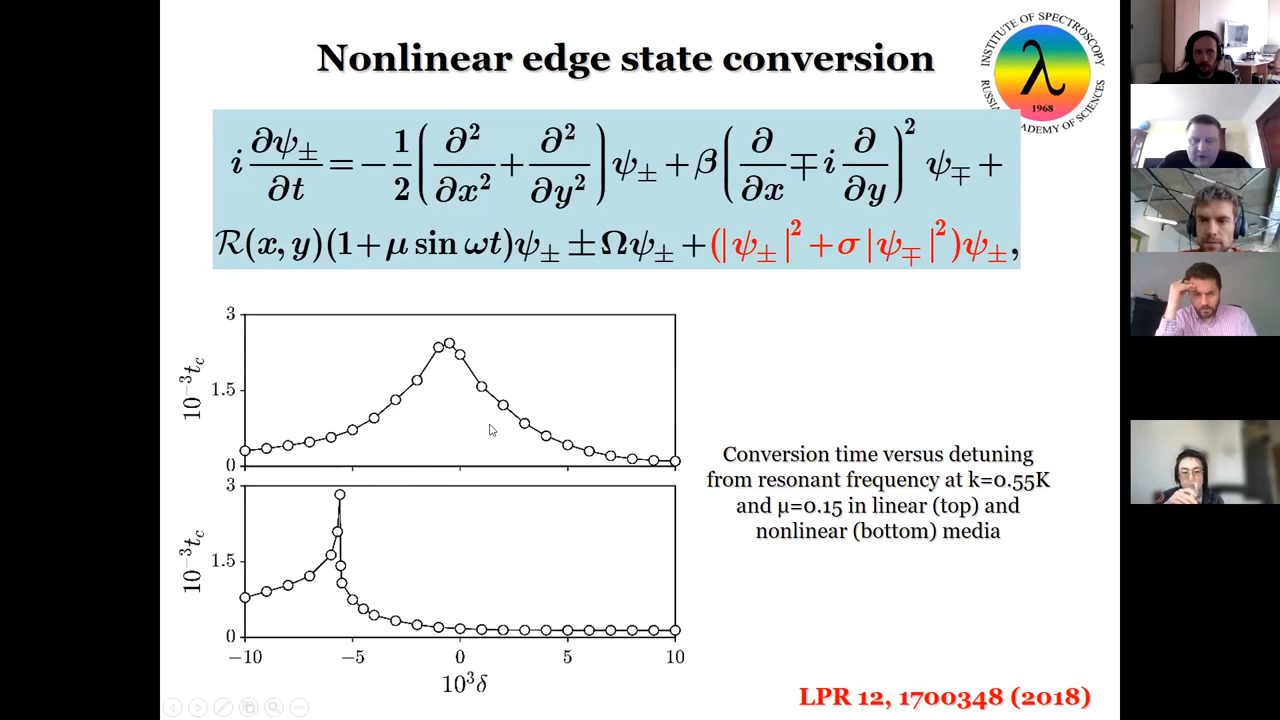 Nonlinear edge state conversion
INSTITUTE OF SPECTROSCOPY
RUSSIAN ACADEMY OF SCIENCES
λ
1968
i ∂ψ±/∂t = −1/2 (∂²/∂x² + ∂²/∂y²) ψ± + β (∂/∂x ∓ i ∂/∂y)² ψ∓ +
ℛ(x, y)(1+ μ sin ωt)ψ± ± Ωψ± + (|ψ±|² + σ|ψ∓|²)ψ±,
3
1.5
0
10⁻³t_c
3
1.5
0
10⁻³t_c
−10 −5 0 5 10
10³δ
Conversion time versus detuning
from resonant frequency at k=0.55K
and μ=0.15 in linear (top) and
nonlinear (bottom) media
LPR 12, 1700348 (2018)